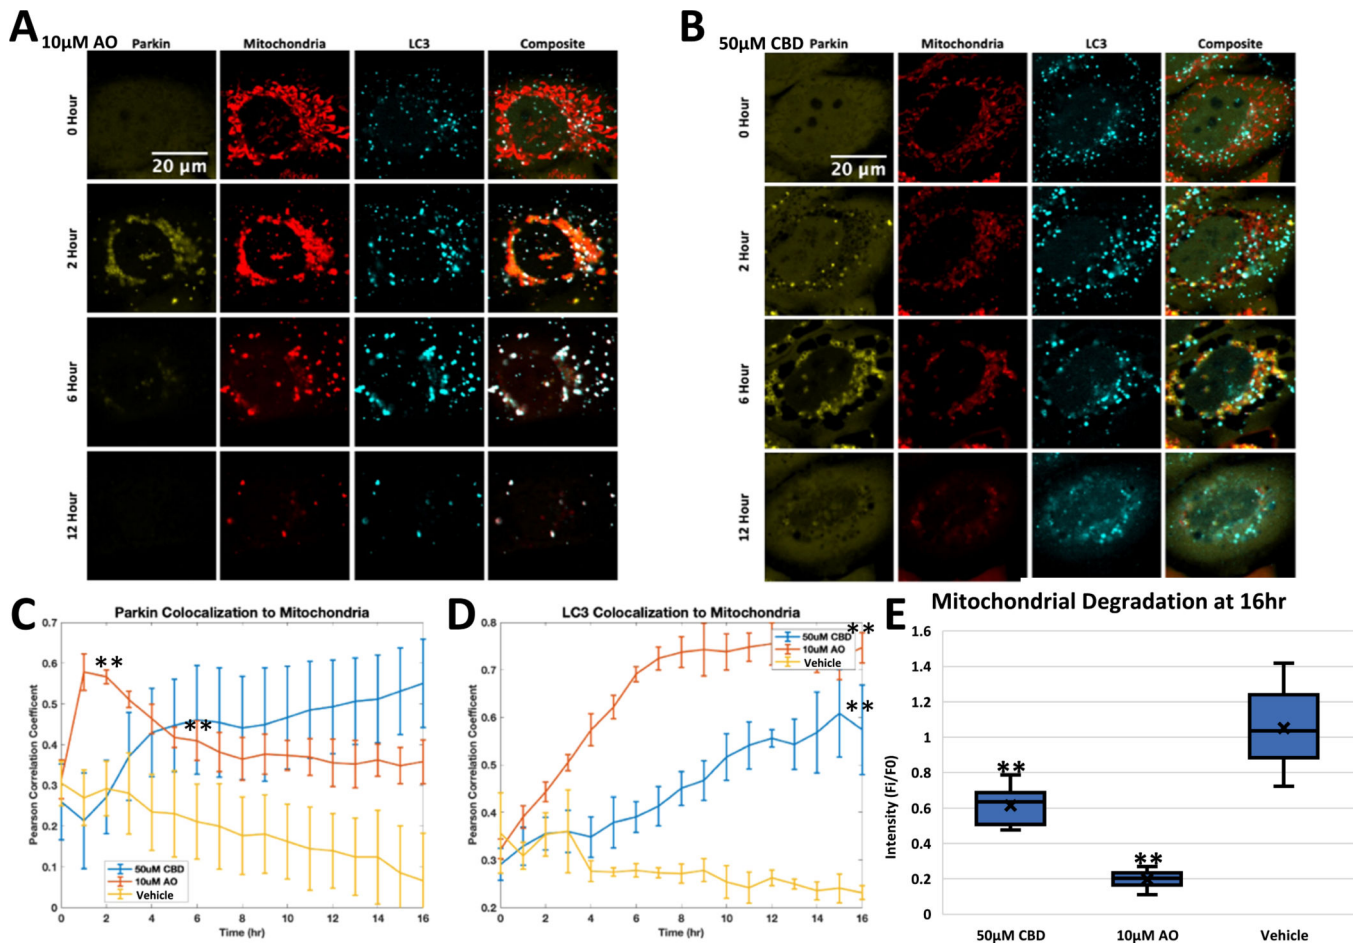 A
10µM AO
Parkin
Mitochondria
LC3
Composite
0 Hour
20 µm
2 Hour
6 Hour
12 Hour
B
50µM CBD
Parkin
Mitochondria
LC3
Composite
0 Hour
20 µm
2 Hour
6 Hour
12 Hour
C
Parkin Colocalization to Mitochondria
Pearson Correlation Coefficent
0.7
0.6
0.5
0.4
0.3
0.2
0.1
0
**
**
50uM CBD
10uM AO
Vehicle
0 2 4 6 8 10 12 14 16
Time (hr)
D
LC3 Colocalization to Mitochondria
Pearson Correlation Coefficient
0.8
0.7
0.6
0.5
0.4
0.3
0.2
50uM CBD
10uM AO
Vehicle
**
**
0 2 4 6 8 10 12 14 16
Time (hr)
E
Mitochondrial Degradation at 16hr
Intensity (Fi/F0)
1.6
1.4
1.2
1
0.8
0.6
0.4
0.2
0
**
**
50µM CBD
10µM AO
Vehicle